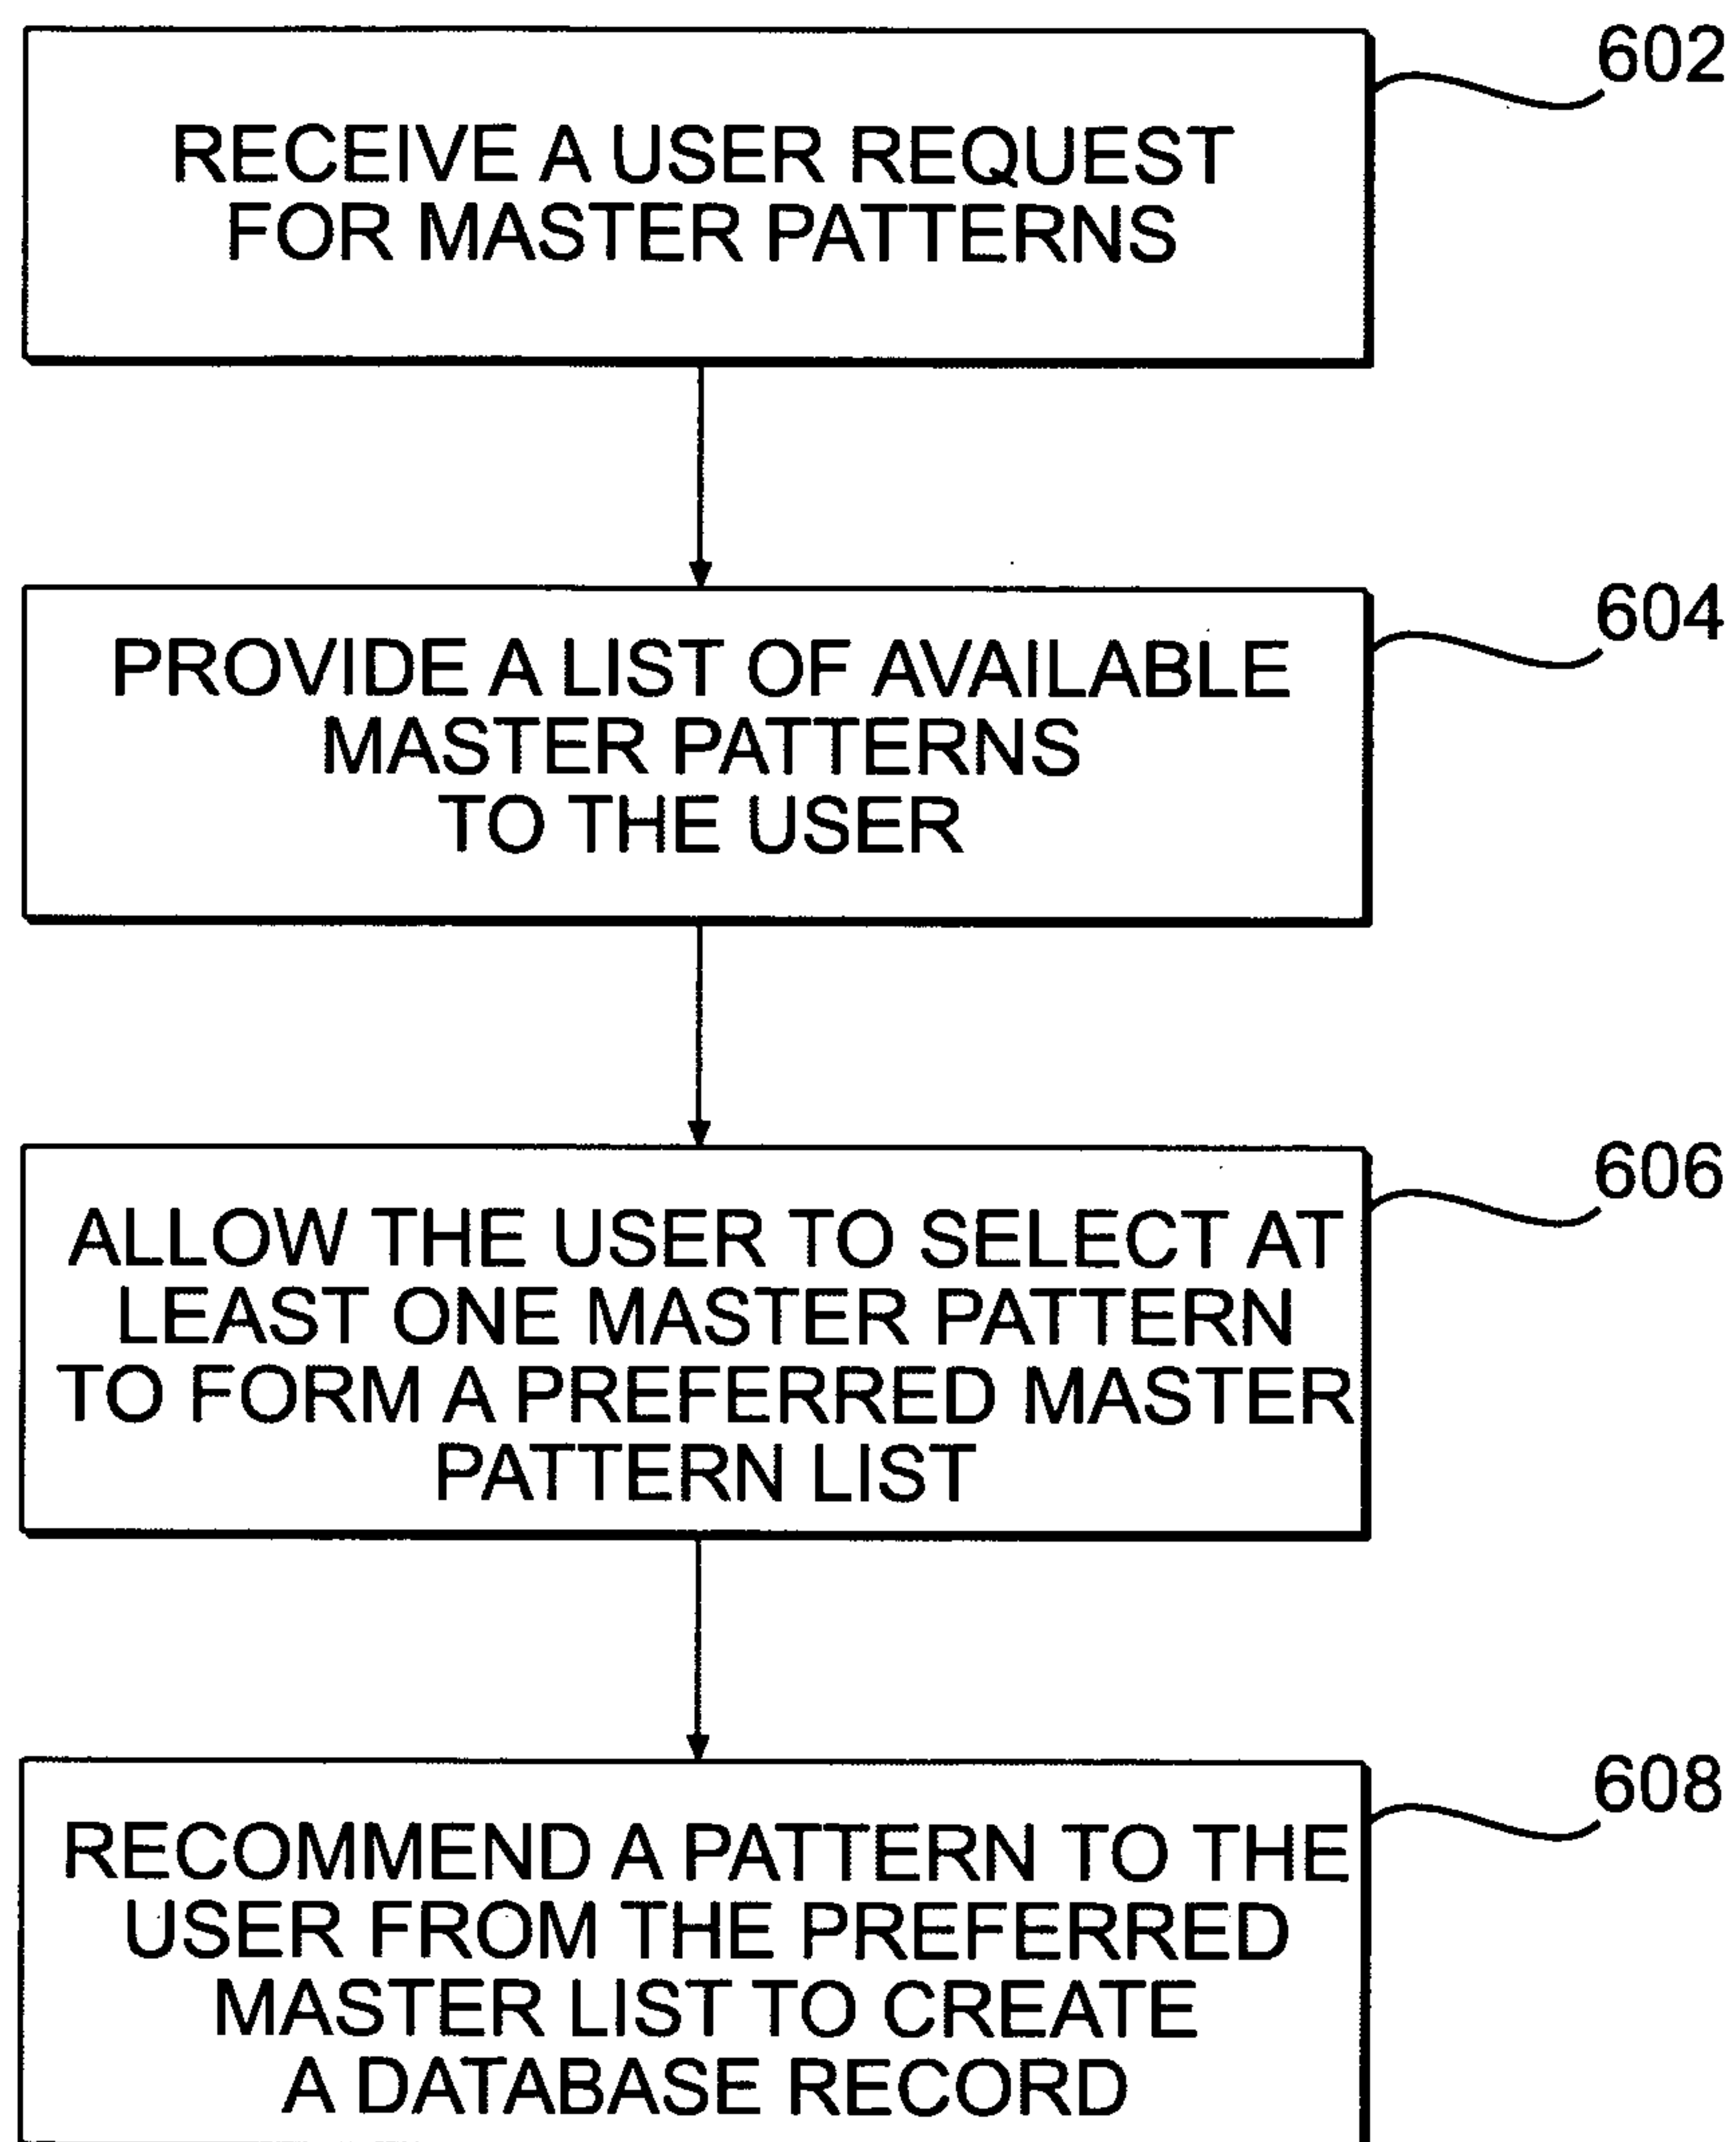 602
RECEIVE A USER REQUEST
FOR MASTER PATTERNS
604
PROVIDE A LIST OF AVAILABLE
MASTER PATTERNS
TO THE USER
606
ALLOW THE USER TO SELECT AT
LEAST ONE MASTER PATTERN
TO FORM A PREFERRED MASTER
PATTERN LIST
608
RECOMMEND A PATTERN TO THE
USER FROM THE PREFERRED
MASTER LIST TO CREATE
A DATABASE RECORD